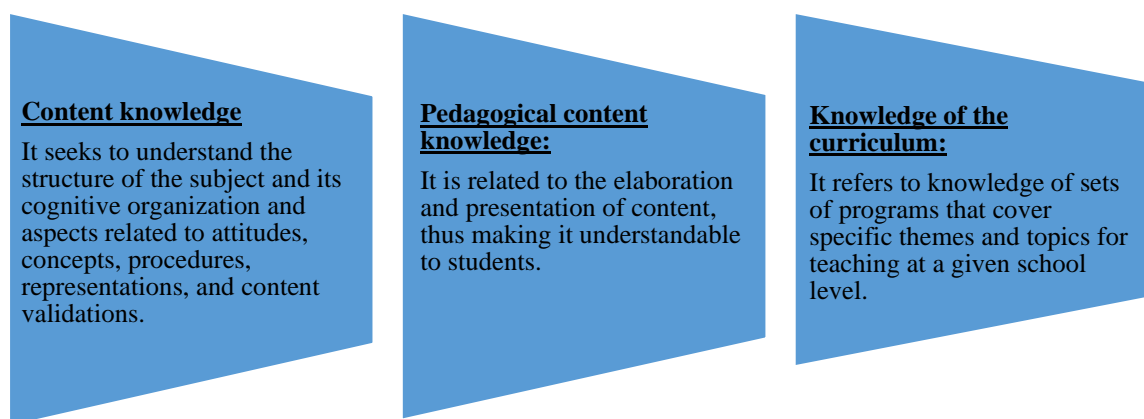 Content knowledge
It seeks to understand the
structure of the subject and its
cognitive organization and
aspects related to attitudes,
concepts, procedures,
representations, and content
validations.
Pedagogical content
knowledge:
It is related to the elaboration
and presentation of content,
thus making it understandable
to students.
Knowledge of the
curriculum:
It refers to knowledge of sets
of programs that cover
specific themes and topics for
teaching at a given school
level.